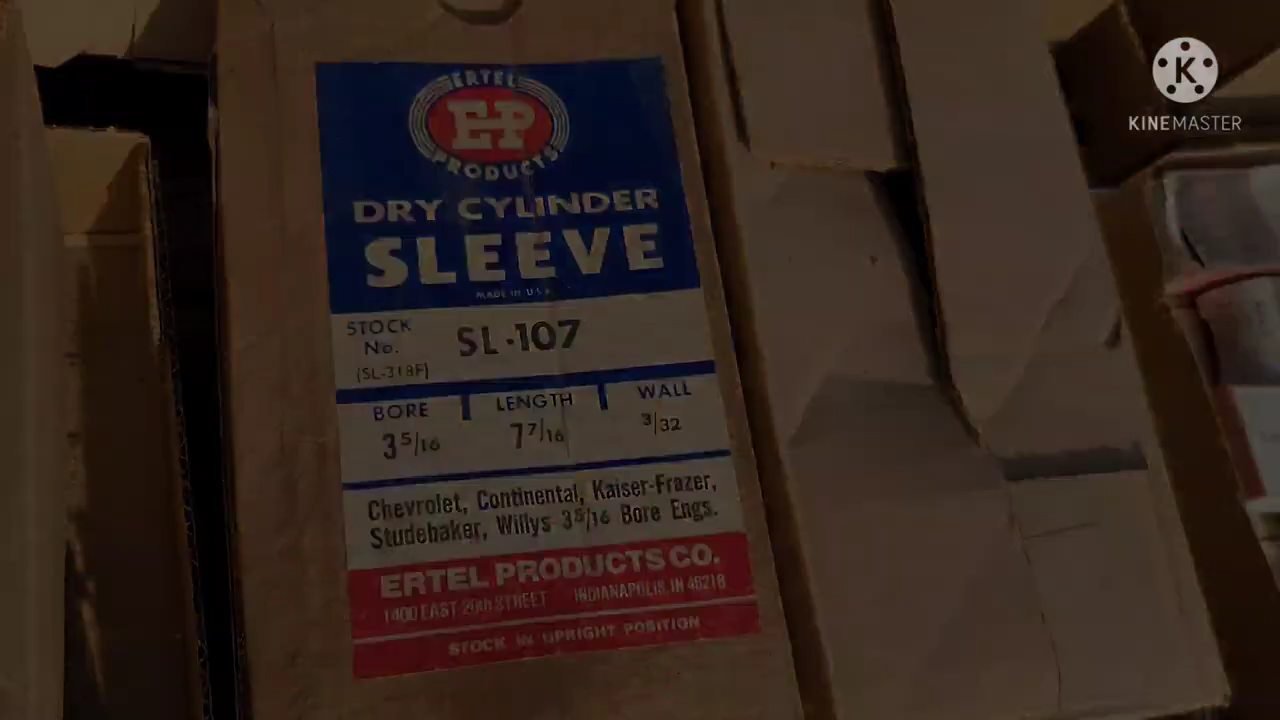 ERTEL
EP
PRODUCTS
DRY CYLINDER
SLEEVE
MADE IN U.S.A.
STOCK No. SL-107
(SL-318F)
BORE LENGTH WALL
3 5/16 7 7/16 3/32
Chevrolet, Continental, Kaiser-Frazer,
Studebaker, Willys 3 5/16 Bore Engs.
ERTEL PRODUCTS CO.
1400 EAST 20th STREET INDIANAPOLIS, IN 46218
STOCK IN UPRIGHT POSITION
K
KINEMASTER